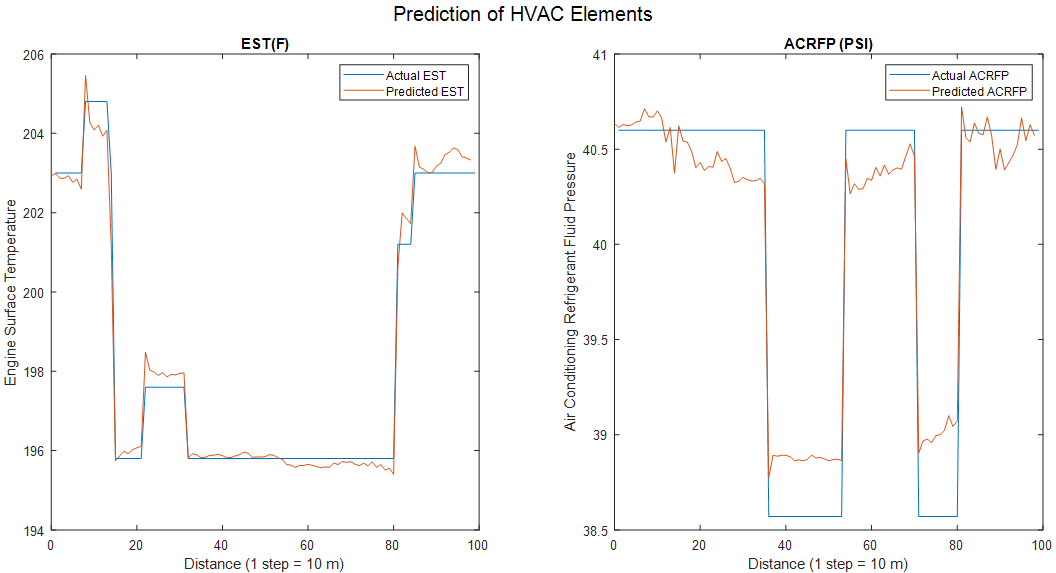 Prediction of HVAC Elements
EST(F)
Engine Surface Temperature
206
204
202
200
198
196
194
Actual EST
Predicted EST
0
20
40
60
80
100
Distance (1 step = 10 m)
ACRFP (PSI)
Air Conditioning Refrigerant Fluid Pressure
41
40.5
40
39.5
39
38.5
Actual ACRFP
Predicted ACRFP
0
20
40
60
80
100
Distance (1 step = 10 m)